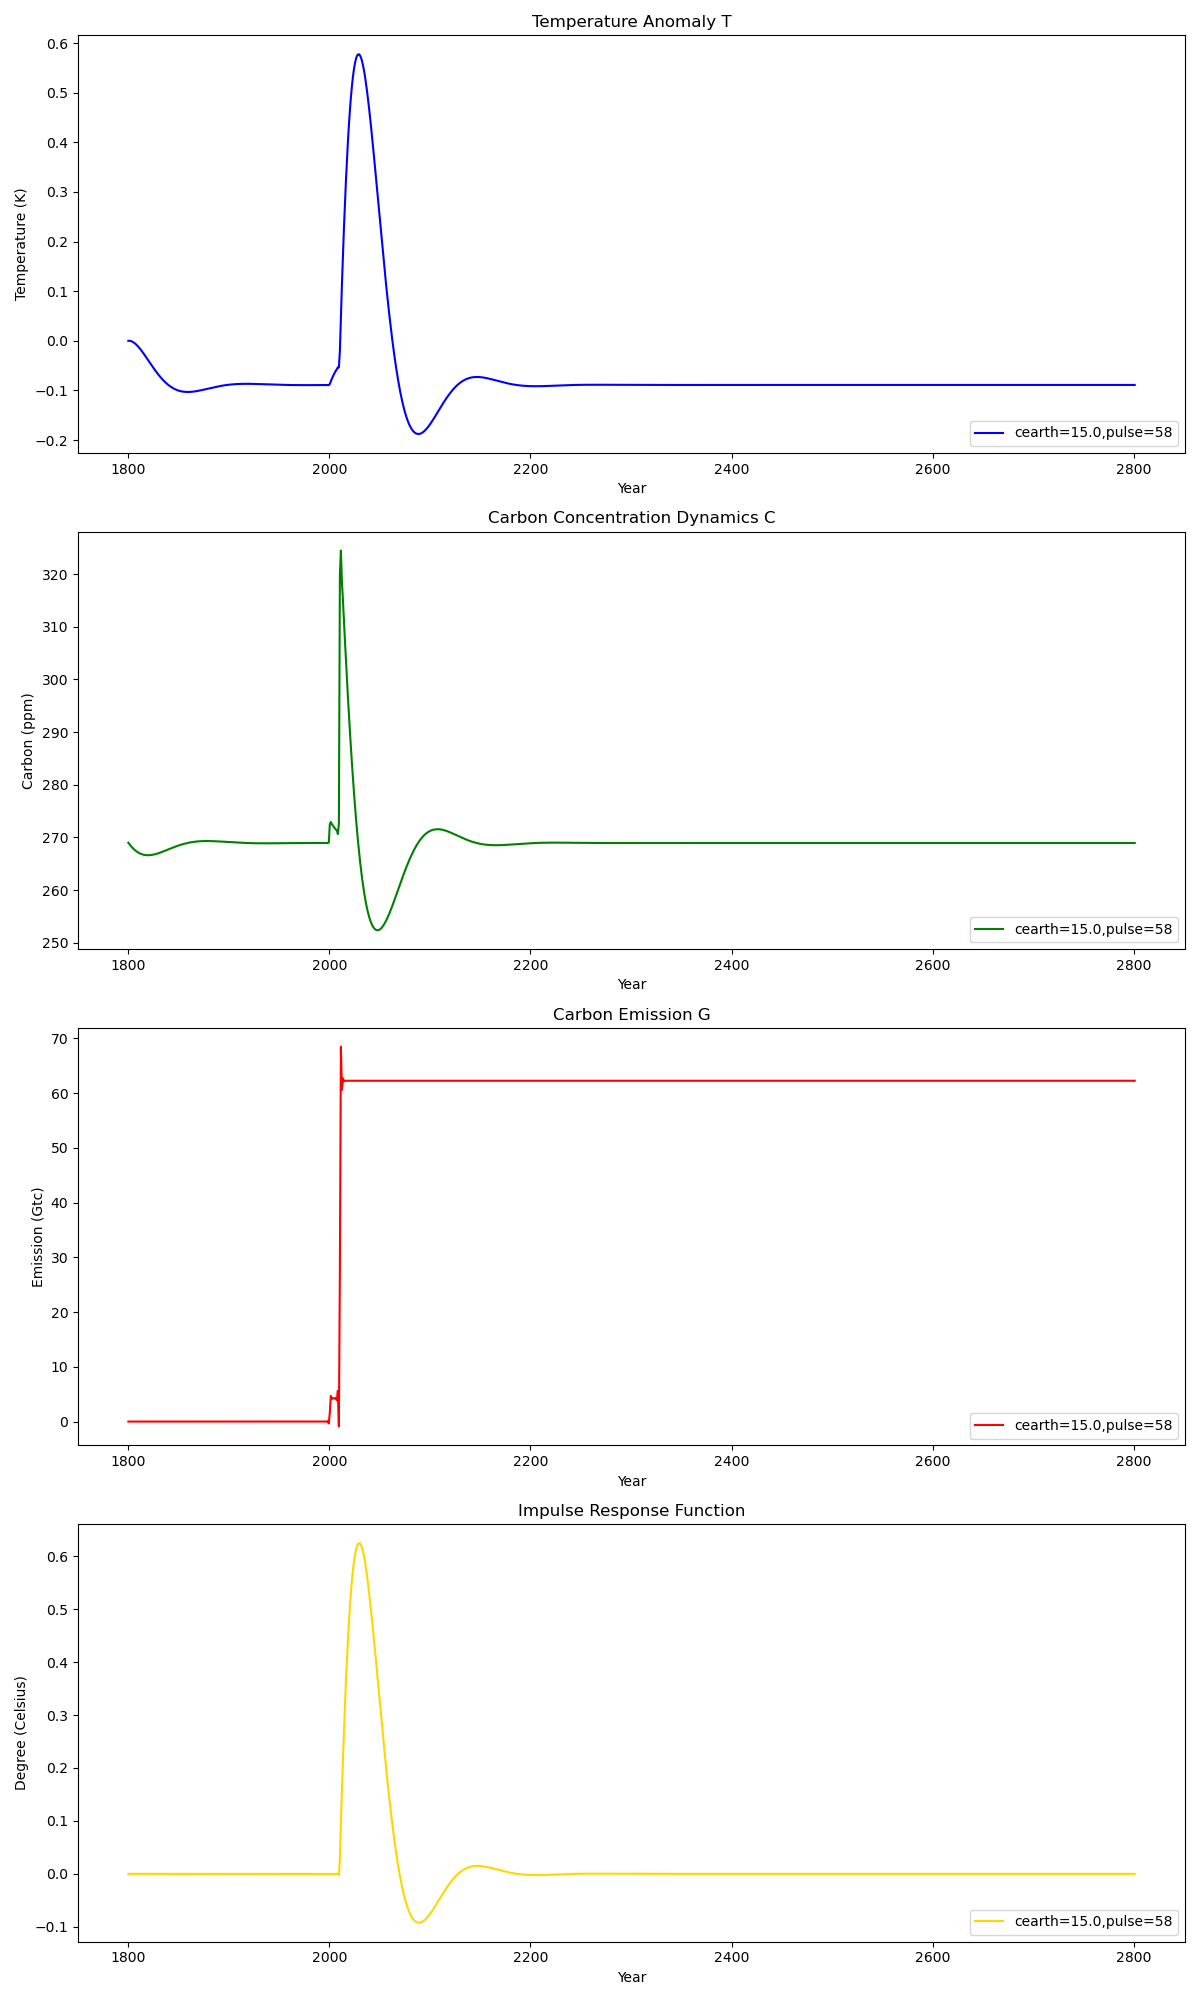 Temperature Anomaly T
0.6
0.5
0.4
0.3
0.2
0.1
0.0
−0.1
−0.2
Temperature (K)
cearth=15.0,pulse=58
1800 2000 2200 2400 2600 2800
Year
Carbon Concentration Dynamics C
320
310
300
290
280
270
260
250
Carbon (ppm)
cearth=15.0,pulse=58
1800 2000 2200 2400 2600 2800
Year
Carbon Emission G
70
60
50
40
30
20
10
0
Emission (Gtc)
cearth=15.0,pulse=58
1800 2000 2200 2400 2600 2800
Year
Impulse Response Function
0.6
0.5
0.4
0.3
0.2
0.1
0.0
−0.1
Degree (Celsius)
cearth=15.0,pulse=58
1800 2000 2200 2400 2600 2800
Year